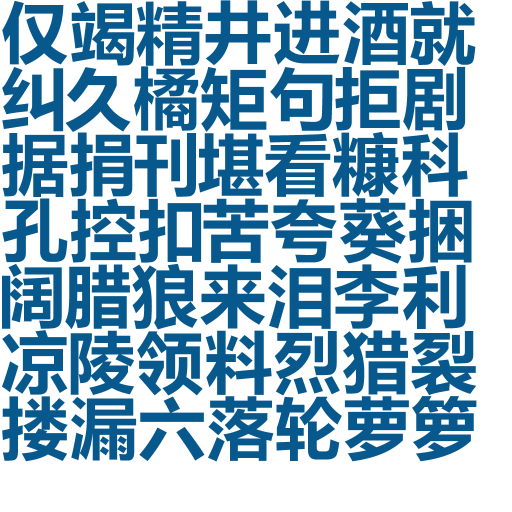 仅竭精井进酒就
纠久橘矩句拒剧
据捐刊堪看糠科
孔控扣苦夸葵捆
阔腊狼来泪李利
凉陵领料烈猎裂
搂漏六落轮萝箩